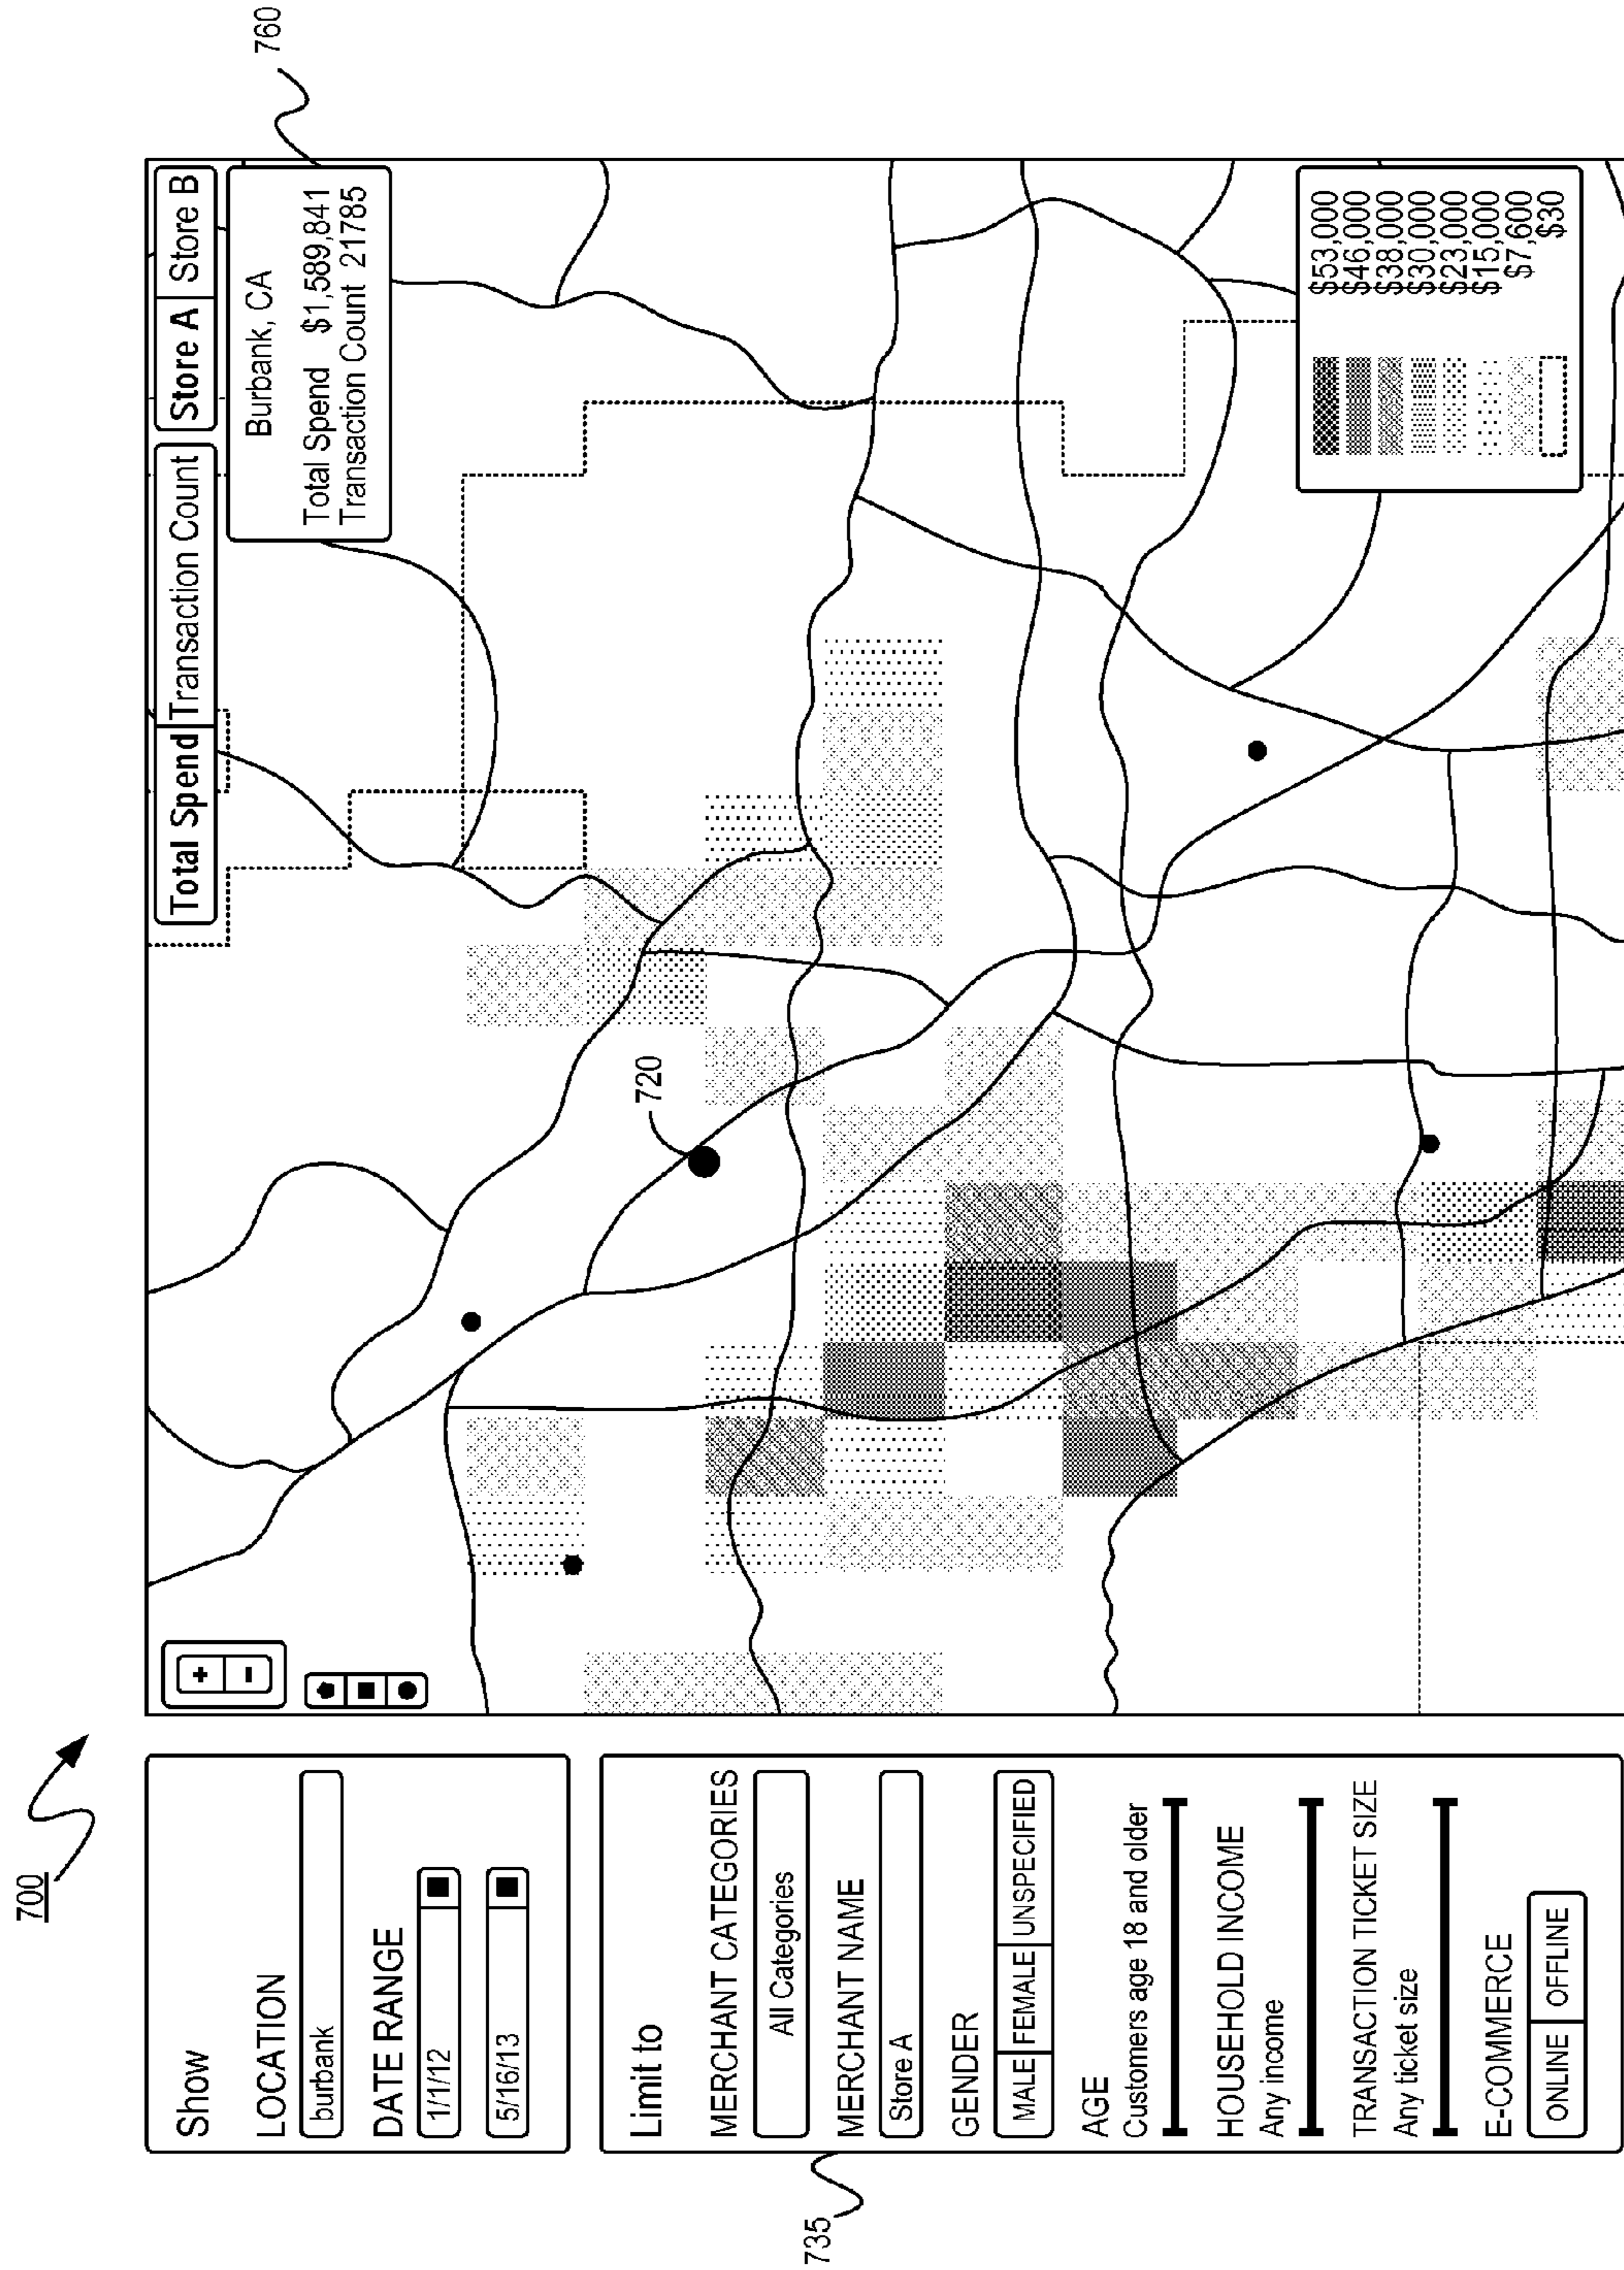 700
Show
LOCATION
burbank
DATE RANGE
1/1/12
5/16/13
735
Limit to
MERCHANT CATEGORIES
All Categories
MERCHANT NAME
Store A
GENDER
MALE FEMALE UNSPECIFIED
AGE
Customers age 18 and older
HOUSEHOLD INCOME
Any income
TRANSACTION TICKET SIZE
Any ticket size
E-COMMERCE
ONLINE OFFLINE
+
-
Total Spend Transaction Count Store A Store B
760
Burbank, CA
Total Spend $1,589,841
Transaction Count 21785
720
$53,000
$46,000
$38,000
$30,000
$23,000
$15,000
$7,600
$30